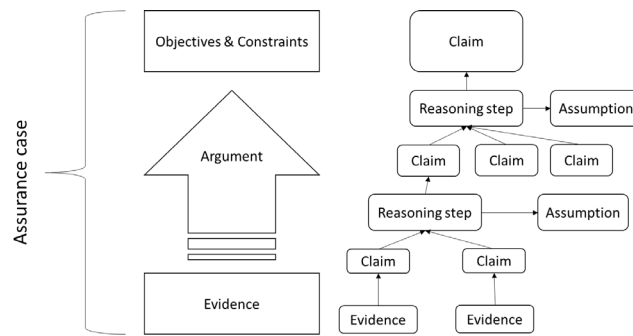 Assurance case
Objectives & Constraints
Argument
Evidence
Claim
Reasoning step
Assumption
Claim
Claim
Claim
Reasoning step
Assumption
Claim
Claim
Evidence
Evidence